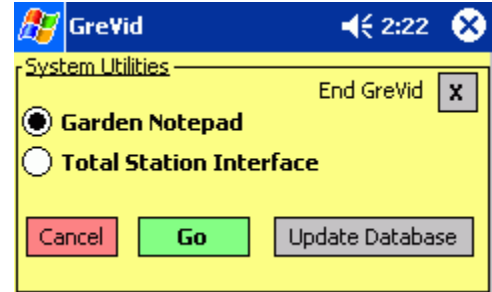 GreVid 2:22
System Utilities
End GreVid X
Garden Notepad
Total Station Interface
Cancel Go Update Database